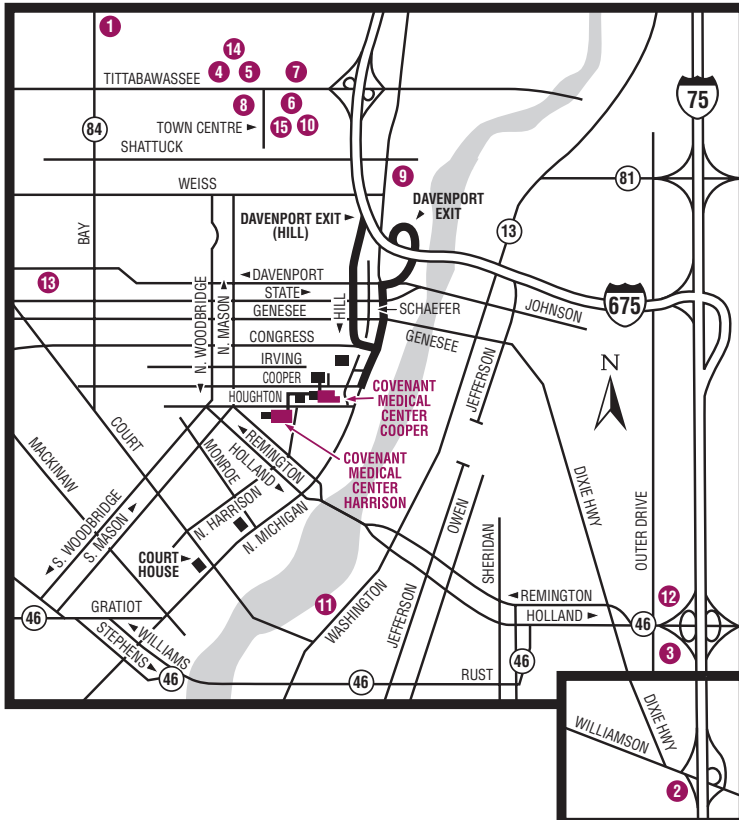 1
14
4
5
7
TITTABAWASSEE
75
8
6
84
TOWN CENTRE
15
10
SHATTUCK
9
81
WEISS
DAVENPORT
EXIT
DAVENPORT EXIT
(HILL)
13
BAY
13
DAVENPORT
STATE
GENESEE
HILL
SCHAEFER
JOHNSON
675
N. WOODBRIDGE
N. MASON
CONGRESS
GENESEE
IRVING
COOPER
HOUGHTON
JEFFERSON
N
COVENANT
MEDICAL
CENTER
COOPER
COURT
MACKINAW
MONROE
REMINGTON
HOLLAND
COVENANT
MEDICAL
CENTER
HARRISON
DIXIE HWY
OUTER DRIVE
S. WOODBRIDGE
S. MASON
N. HARRISON
N. MICHIGAN
OWEN
SHERIDAN
COURT
HOUSE
JEFFERSON
WASHINGTON
11
REMINGTON
12
HOLLAND
46
46
GRATIOT
STEPHENS
WILLIAMS
46
3
46
46
RUST
DIXIE HWY
WILLIAMSON
2